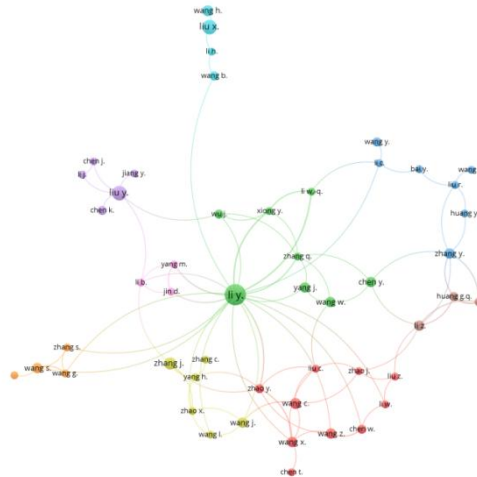 wang h.
liu x.
li h.
wang b.
wang y.
chen j.
li g.
bai y.
wang
li j.
jiang y.
liu r.
liu y.
li w.-q.
chen k.
wu j.
xiong y.
huang y.
zhang q.
zhang y.
yang m.
li b.
jin d.
yang j.
chen y.
li y.
wang w.
huang g.q.
li z.
zhang s.
zhang j.
zhang c.
wang s.
wang g.
yang h.
liu c.
zhao j.
liu z.
zhao y.
wang c.
li w.
zhao x.
wang j.
wang l.
wang z.
chen w.
wang x.
chen t.